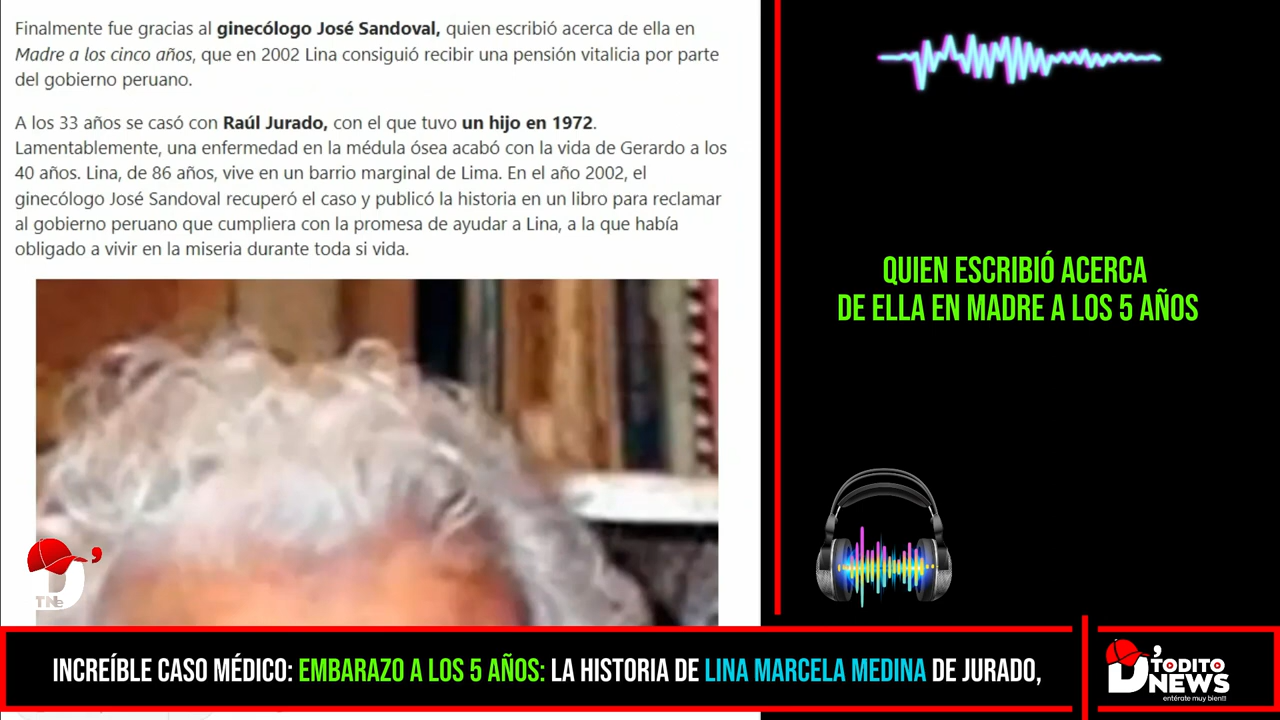 Finalmente fue gracias al ginecólogo José Sandoval, quien escribió acerca de ella en
Madre a los cinco años, que en 2002 Lina consiguió recibir una pensión vitalicia por parte
del gobierno peruano.
A los 33 años se casó con Raúl Jurado, con el que tuvo un hijo en 1972.
Lamentablemente, una enfermedad en la médula ósea acabó con la vida de Gerardo a los
40 años. Lina, de 86 años, vive en un barrio marginal de Lima. En el año 2002, el
ginecólogo José Sandoval recuperó el caso y publicó la historia en un libro para reclamar
al gobierno peruano que cumpliera con la promesa de ayudar a Lina, a la que había
obligado a vivir en la miseria durante toda si vida.
QUIEN ESCRIBIÓ ACERCA
DE ELLA EN MADRE A LOS 5 AÑOS
INCREÍBLE CASO MÉDICO: EMBARAZO A LOS 5 AÑOS: LA HISTORIA DE LINA MARCELA MEDINA DE JURADO,
D'TODITO
NEWS
entérate muy bien!!!